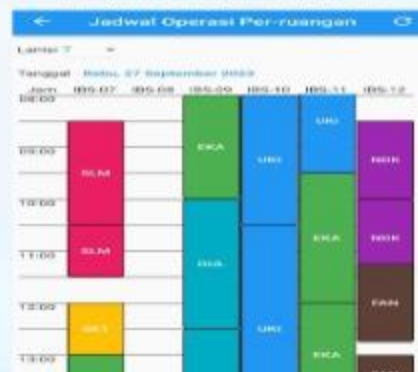 Jadwal Operasi Per-ruangan
Lantai 7
Tanggal Rabu, 27 September 2023
Jam IBS-07 IBS-08 IBS-09 IBS-10 IBS-11 IBS-12
08:00
UKI
09:00 EKA
UKI NOK
SLM
10:00
SLM EKA NOK
11:00
DIA
12:00 FAN
UKI
13:00 EKA